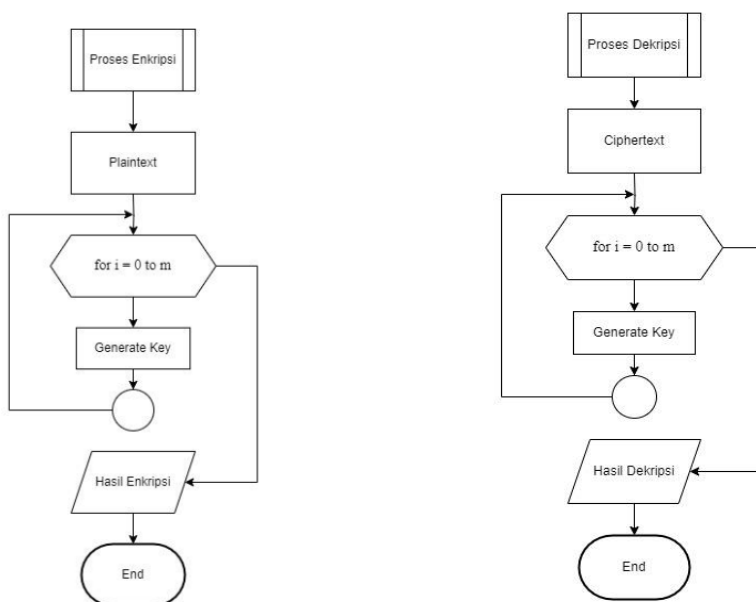 Proses Enkripsi
Plaintext
for i = 0 to m
Generate Key
Hasil Enkripsi
End
Proses Dekripsi
Ciphertext
for i = 0 to m
Generate Key
Hasil Dekripsi
End